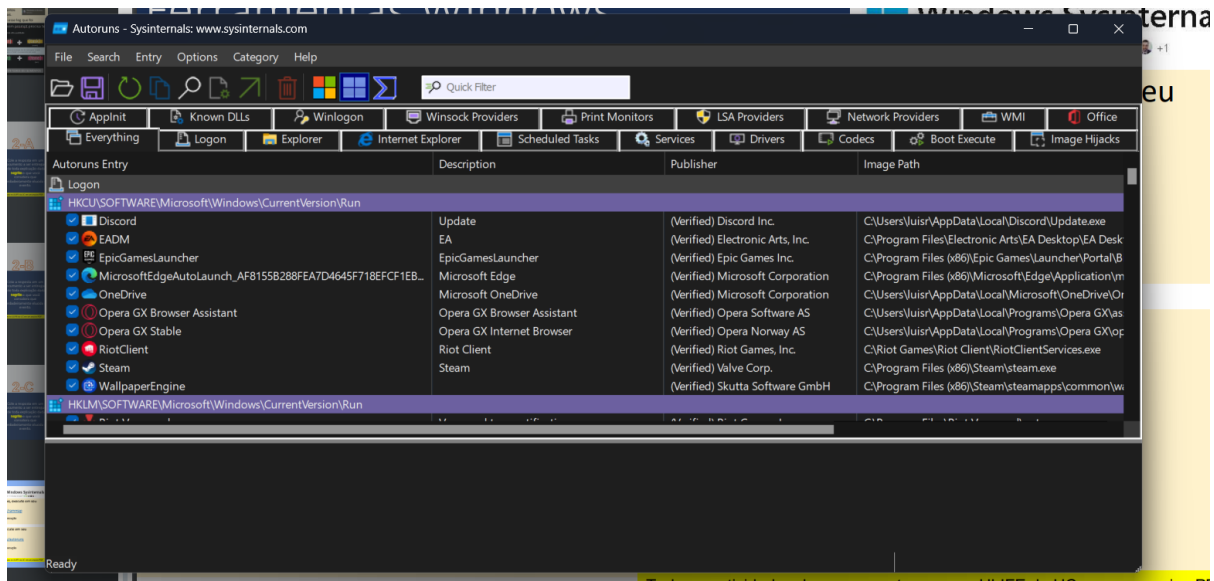 Ferramentas Windows
Windows Sysinterna
Autoruns - Sysinternals: www.sysinternals.com
+1
File Search Entry Options Category Help
Quick Filter
eu
AppInit Known DLLs Winlogon Winsock Providers Print Monitors LSA Providers Network Providers WMI Office
Everything Logon Explorer Internet Explorer Scheduled Tasks Services Drivers Codecs Boot Execute Image Hijacks
Autoruns Entry Description Publisher Image Path
Logon
HKCU\SOFTWARE\Microsoft\Windows\CurrentVersion\Run
Discord Update (Verified) Discord Inc. C:\Users\luisr\AppData\Local\Discord\Update.exe
EADM EA (Verified) Electronic Arts, Inc. C:\Program Files\Electronic Arts\EA Desktop\EA Desk
EpicGamesLauncher EpicGamesLauncher (Verified) Epic Games Inc. C:\Program Files (x86)\Epic Games\Launcher\Portal\B
MicrosoftEdgeAutoLaunch_AF8155B288FEA7D4645F718EFCF1EB... Microsoft Edge (Verified) Microsoft Corporation C:\Program Files (x86)\Microsoft\Edge\Application\m
OneDrive Microsoft OneDrive (Verified) Microsoft Corporation C:\Users\luisr\AppData\Local\Microsoft\OneDrive\Or
Opera GX Browser Assistant Opera GX Browser Assistant (Verified) Opera Software AS C:\Users\luisr\AppData\Local\Programs\Opera GX\as
Opera GX Stable Opera GX Internet Browser (Verified) Opera Norway AS C:\Users\luisr\AppData\Local\Programs\Opera GX\op
RiotClient Riot Client (Verified) Riot Games, Inc. C:\Riot Games\Riot Client\RiotClientServices.exe
Steam Steam (Verified) Valve Corp. C:\Program Files (x86)\Steam\steam.exe
WallpaperEngine (Verified) Skutta Software GmbH C:\Program Files (x86)\Steam\steamapps\common\wa
HKLM\SOFTWARE\Microsoft\Windows\CurrentVersion\Run
2-A
2-B
2-C
Ready